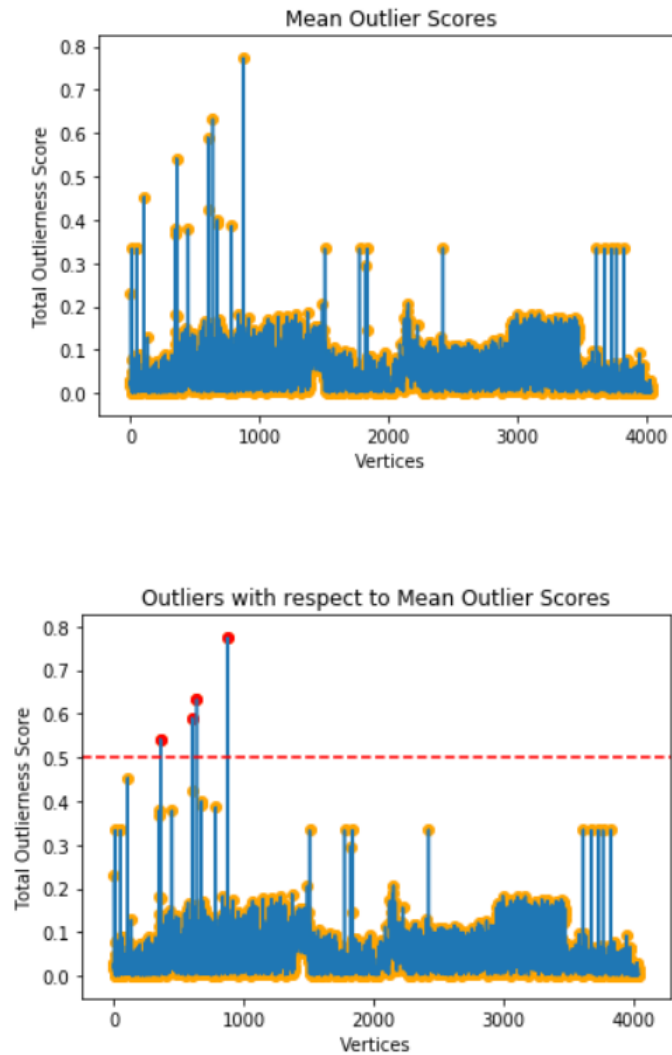 Mean Outlier Scores
0.8
0.7
0.6
0.5
0.4
0.3
0.2
0.1
0.0
Total Outlierness Score
0 1000 2000 3000 4000
Vertices
Outliers with respect to Mean Outlier Scores
0.8
0.7
0.6
0.5
0.4
0.3
0.2
0.1
0.0
Total Outlierness Score
0 1000 2000 3000 4000
Vertices